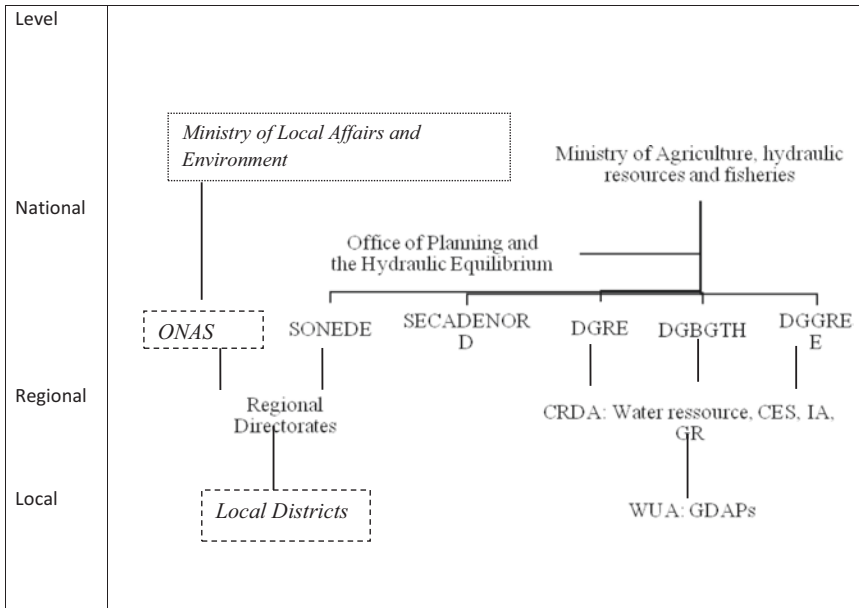 Level
Ministry of Local Affairs and
Environment
Ministry of Agriculture, hydraulic
resources and fisheries
National
Office of Planning and
the Hydraulic Equilibrium
ONAS
SONEDE
SECADENOR
D
DGRE
DGBGTH
DGGRE
E
Regional
Regional
Directorates
CRDA: Water ressource, CES, IA,
GR
Local
Local Districts
WUA: GDAPs